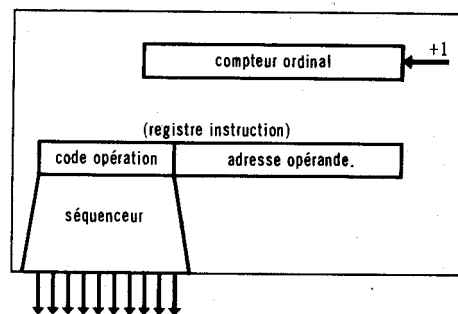 +1
compteur ordinal
(registre instruction)
code opération
adresse opérande.
séquenceur